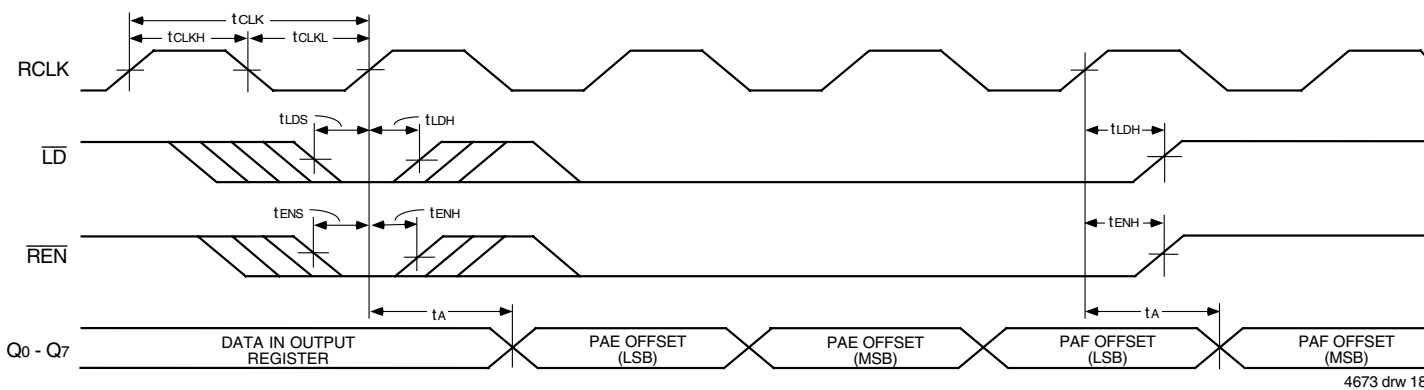 tCLK
tCLKH
tCLKL
RCLK
tLDS
tLDH
tLDH
LD
tENS
tENH
tENH
REN
tA
tA
Q0 - Q7
DATA IN OUTPUT
REGISTER
PAE OFFSET
(LSB)
PAE OFFSET
(MSB)
PAF OFFSET
(LSB)
PAF OFFSET
(MSB)
4673 drw 18